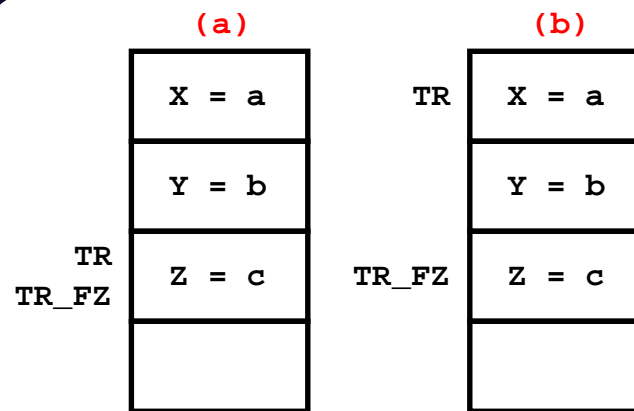 (a) (b)
X = a TR X = a
Y = b Y = b
TR
TR_FZ Z = c TR_FZ Z = c